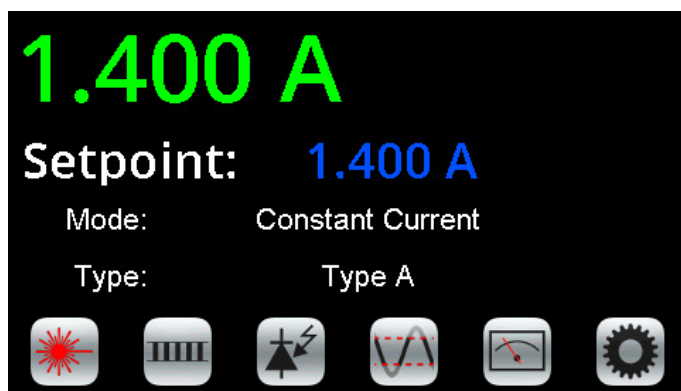 1.400 A
Setpoint: 1.400 A
Mode: Constant Current
Type: Type A